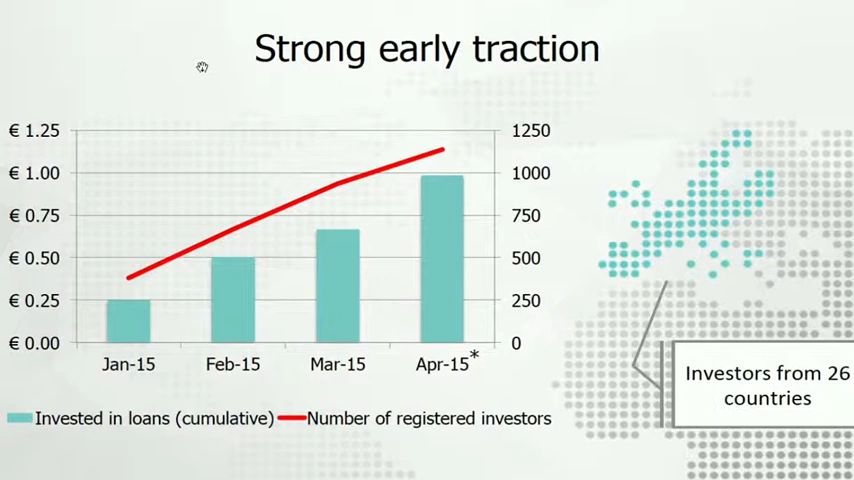 Strong early traction
€ 1.25
€ 1.00
€ 0.75
€ 0.50
€ 0.25
€ 0.00
1250
1000
750
500
250
0
Jan-15 Feb-15 Mar-15 Apr-15*
Invested in loans (cumulative) Number of registered investors
Investors from 26
countries